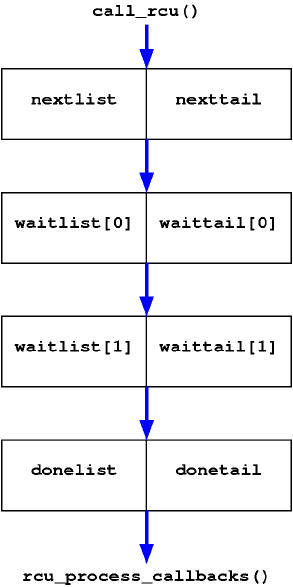 call_rcu()
nextlist nexttail
waitlist[0] waittail[0]
waitlist[1] waittail[1]
donelist donetail
rcu_process_callbacks()